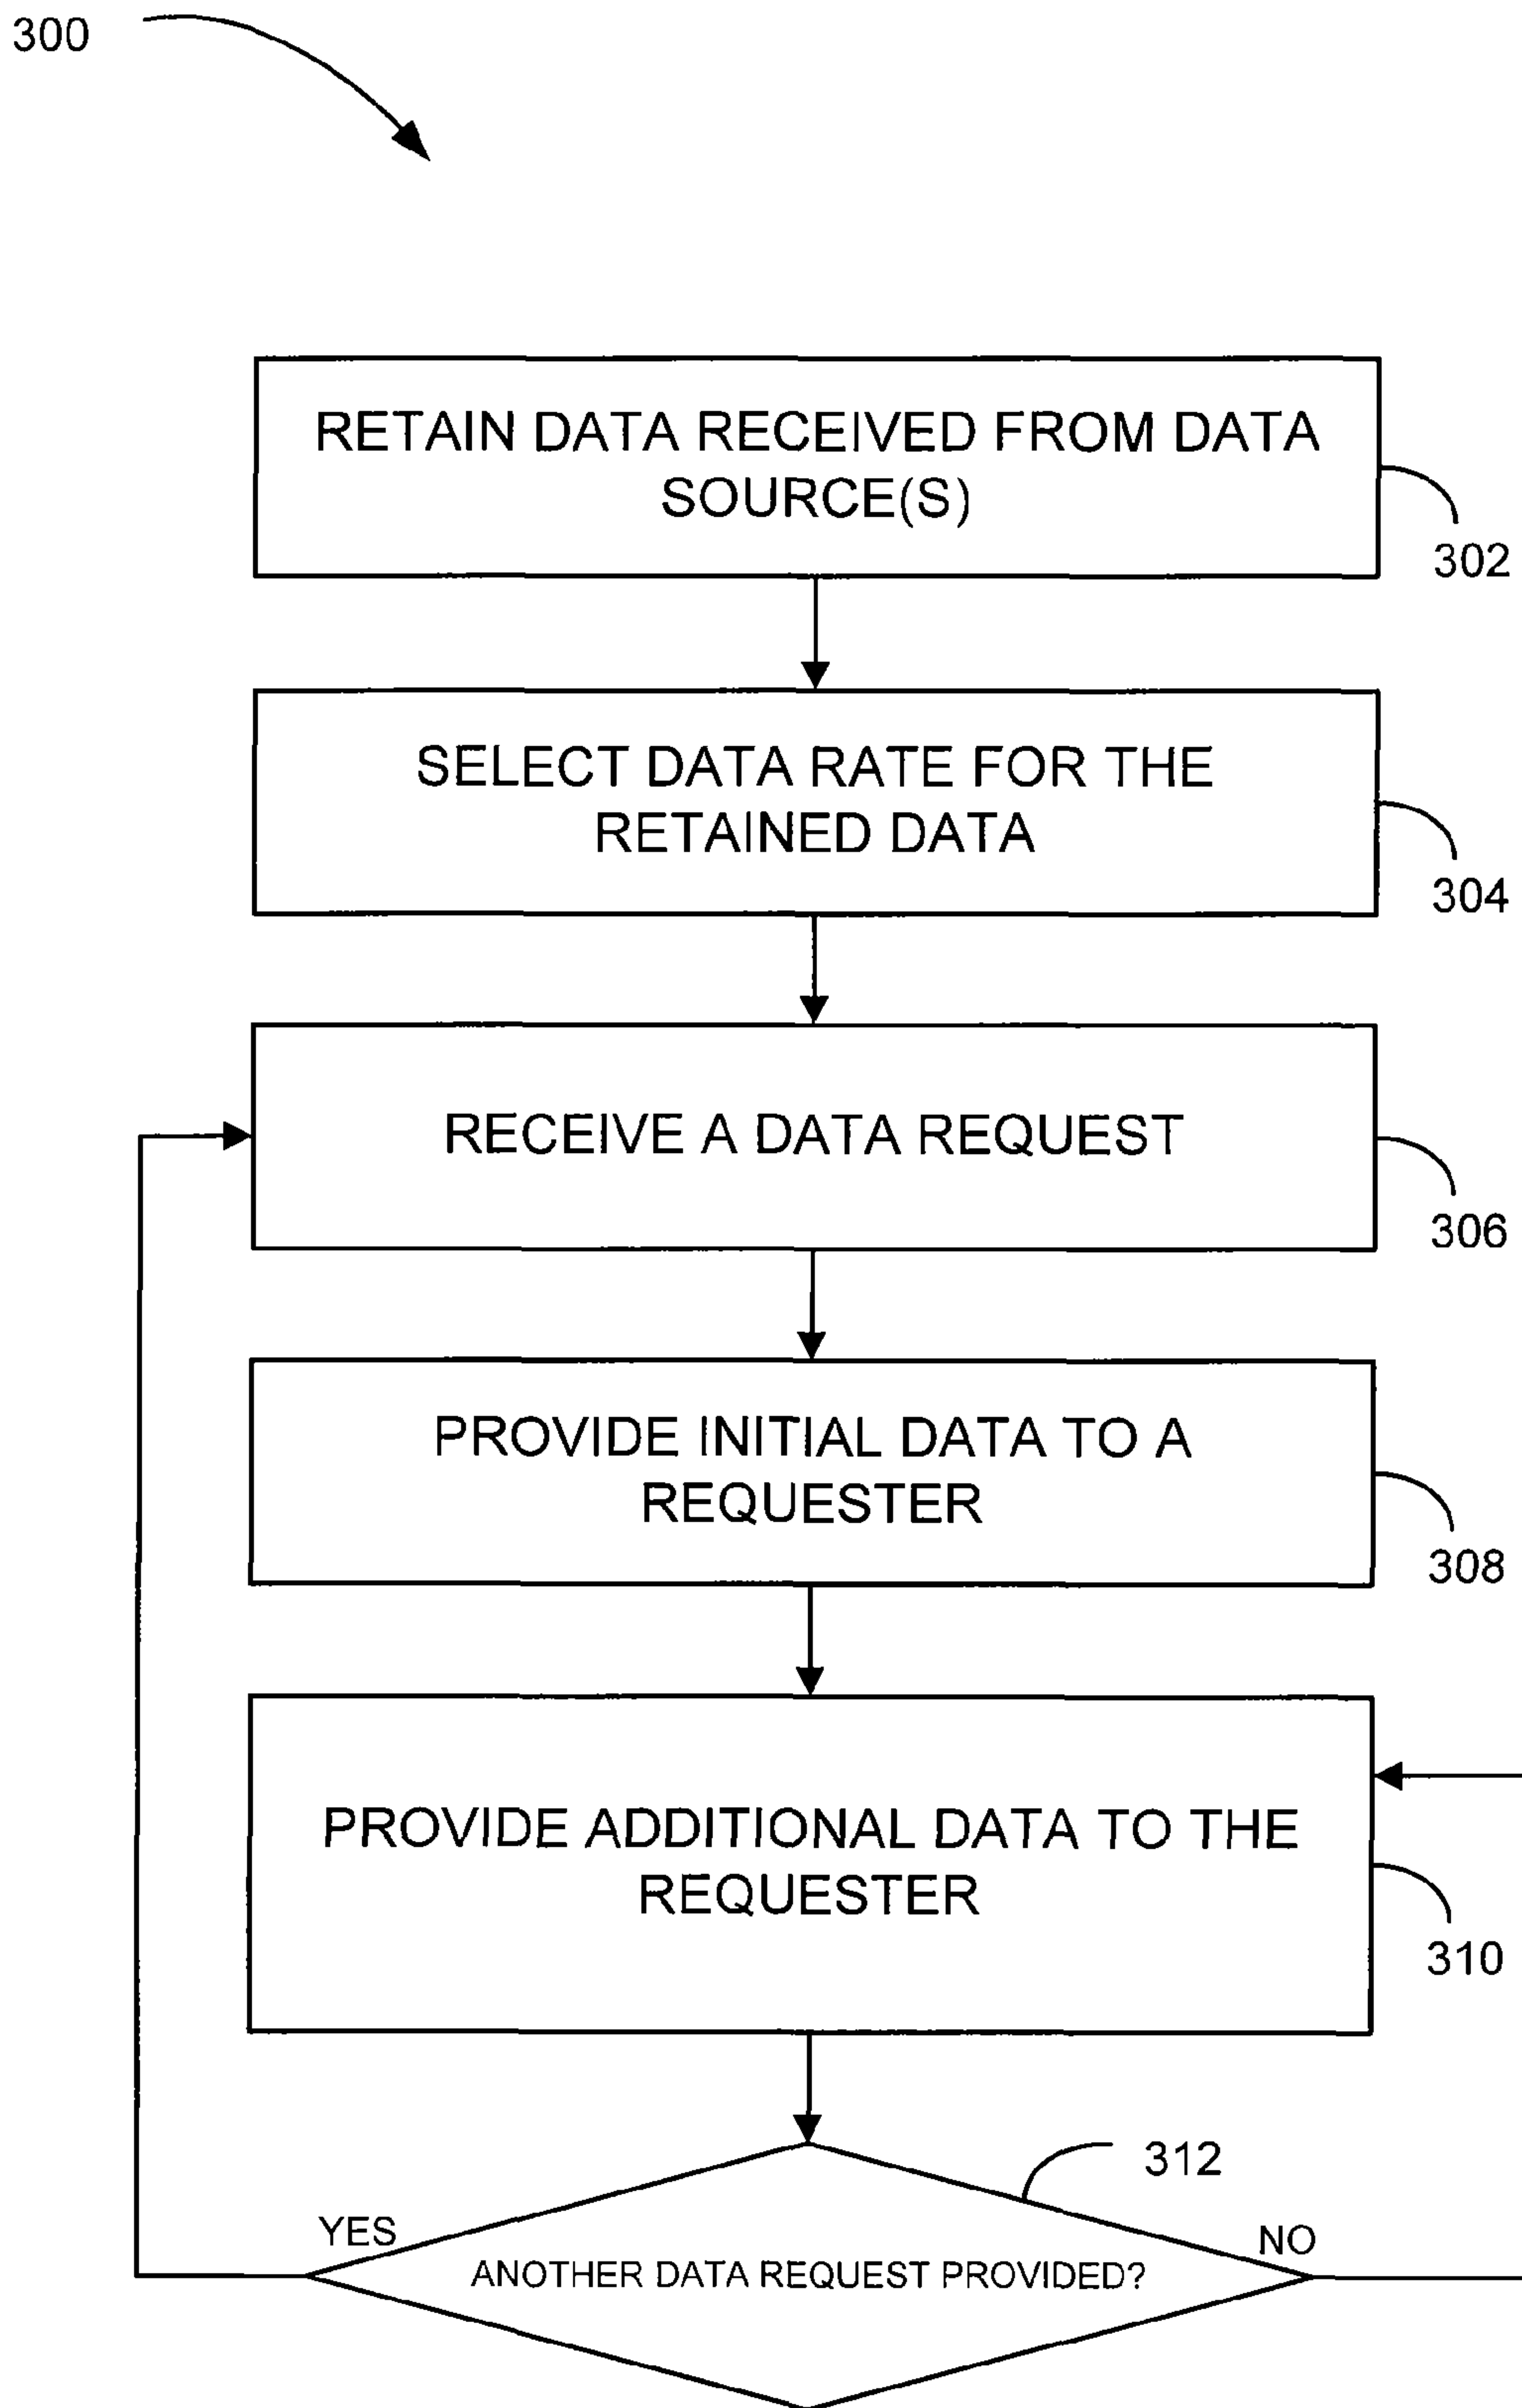 300
RETAIN DATA RECEIVED FROM DATA
SOURCE(S)
302
SELECT DATA RATE FOR THE
RETAINED DATA
304
RECEIVE A DATA REQUEST
306
PROVIDE INITIAL DATA TO A
REQUESTER
308
PROVIDE ADDITIONAL DATA TO THE
REQUESTER
310
312
YES
NO
ANOTHER DATA REQUEST PROVIDED?